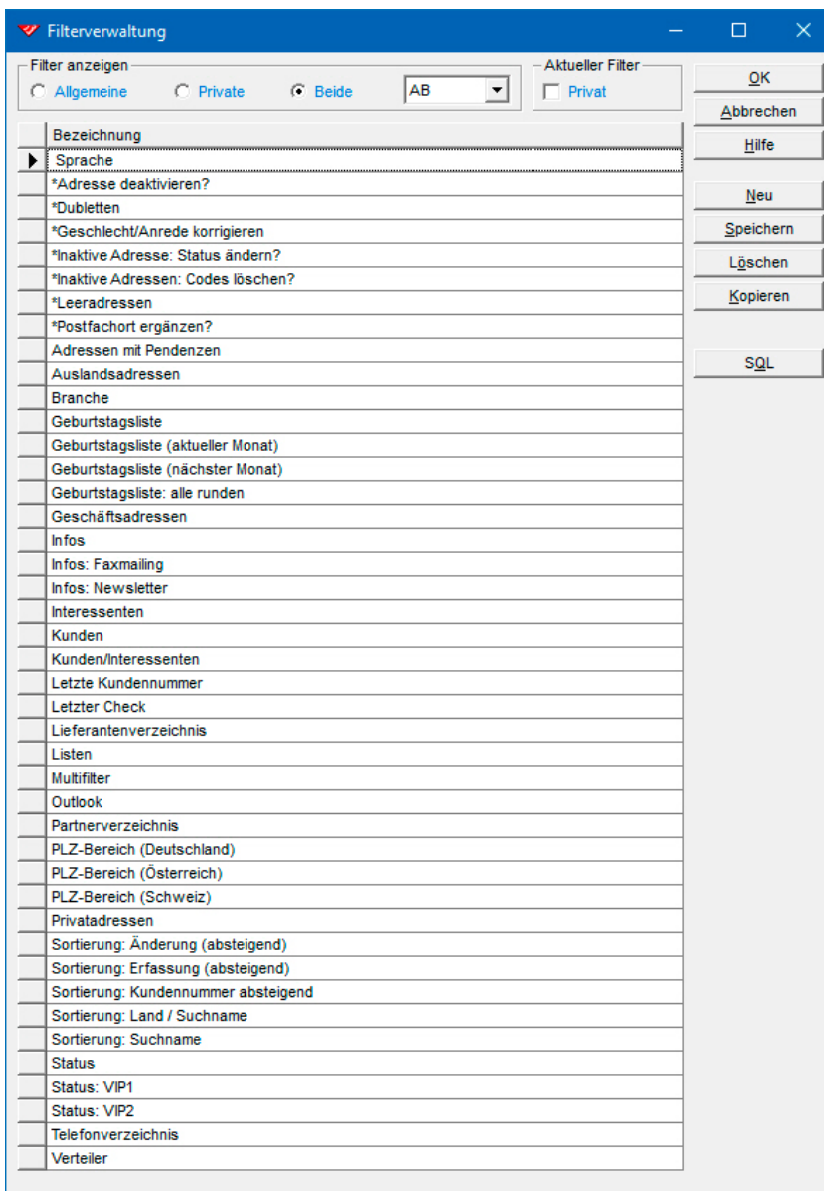 Filterverwaltung
Filter anzeigen
Allgemeine Private Beide AB
Aktueller Filter
Privat
OK
Abbrechen
Hilfe
Neu
Speichern
Löschen
Kopieren
SQL
Bezeichnung
Sprache
*Adresse deaktivieren?
*Dubletten
*Geschlecht/Anrede korrigieren
*Inaktive Adresse: Status ändern?
*Inaktive Adressen: Codes löschen?
*Leeradressen
*Postfachort ergänzen?
Adressen mit Pendenzen
Auslandsadressen
Branche
Geburtstagsliste
Geburtstagsliste (aktueller Monat)
Geburtstagsliste (nächster Monat)
Geburtstagsliste: alle runden
Geschäftsadressen
Infos
Infos: Faxmailing
Infos: Newsletter
Interessenten
Kunden
Kunden/Interessenten
Letzte Kundennummer
Letzter Check
Lieferantenverzeichnis
Listen
Multifilter
Outlook
Partnerverzeichnis
PLZ-Bereich (Deutschland)
PLZ-Bereich (Österreich)
PLZ-Bereich (Schweiz)
Privatadressen
Sortierung: Änderung (absteigend)
Sortierung: Erfassung (absteigend)
Sortierung: Kundennummer absteigend
Sortierung: Land / Suchname
Sortierung: Suchname
Status
Status: VIP1
Status: VIP2
Telefonverzeichnis
Verteiler